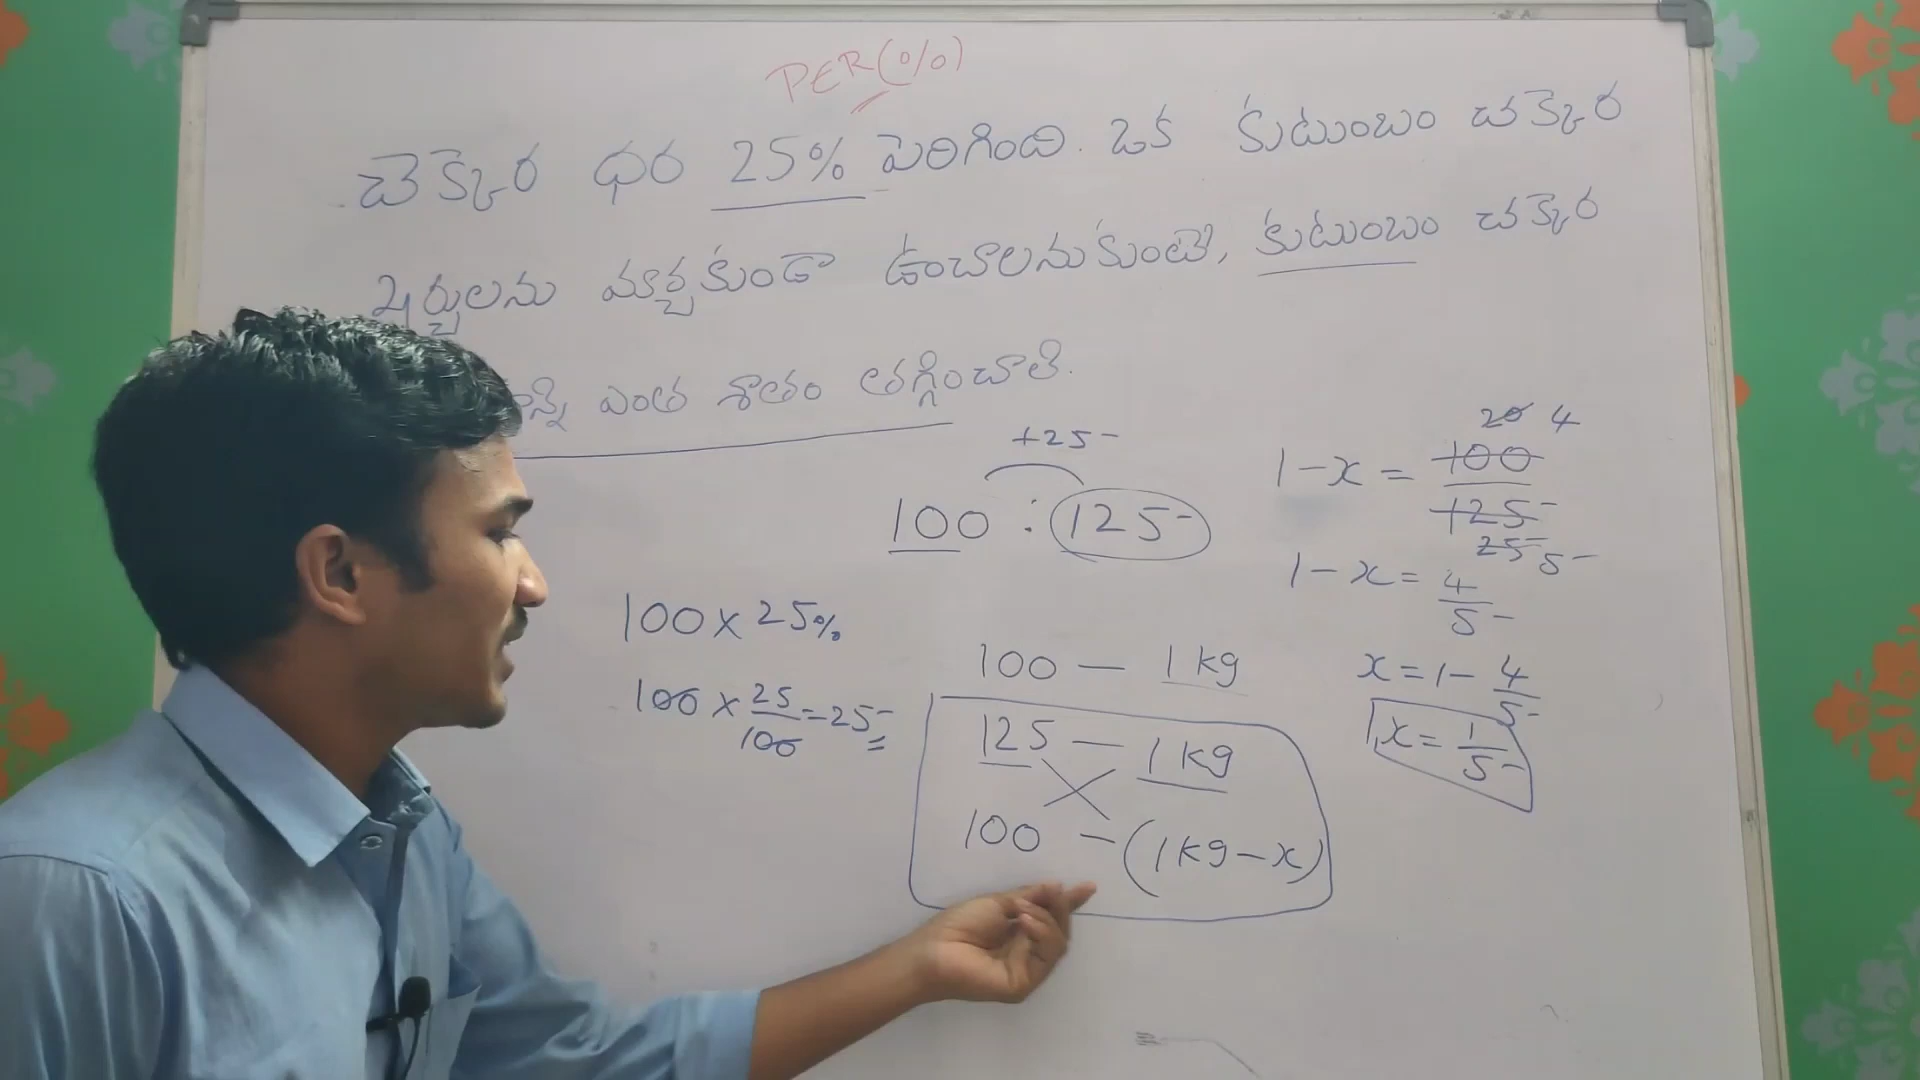 PER(%)
చెక్కెర ధర 25% పెరిగింది. ఒక కుటుంబం చక్కెర
ఖర్చులను మార్చకుండా ఉంచాలనుకుంటే, కుటుంబం చక్కెర
ఎంత శాతం తగ్గించాలి.
+25
100 : 125
100 x 25%
100 x 25/100 = 25
100 — 1 kg
125 — 1 kg
100 - (1 kg - x)
20 4
1 - x = 100/125
25 5
1 - x = 4/5
x = 1 - 4/5
x = 1/5